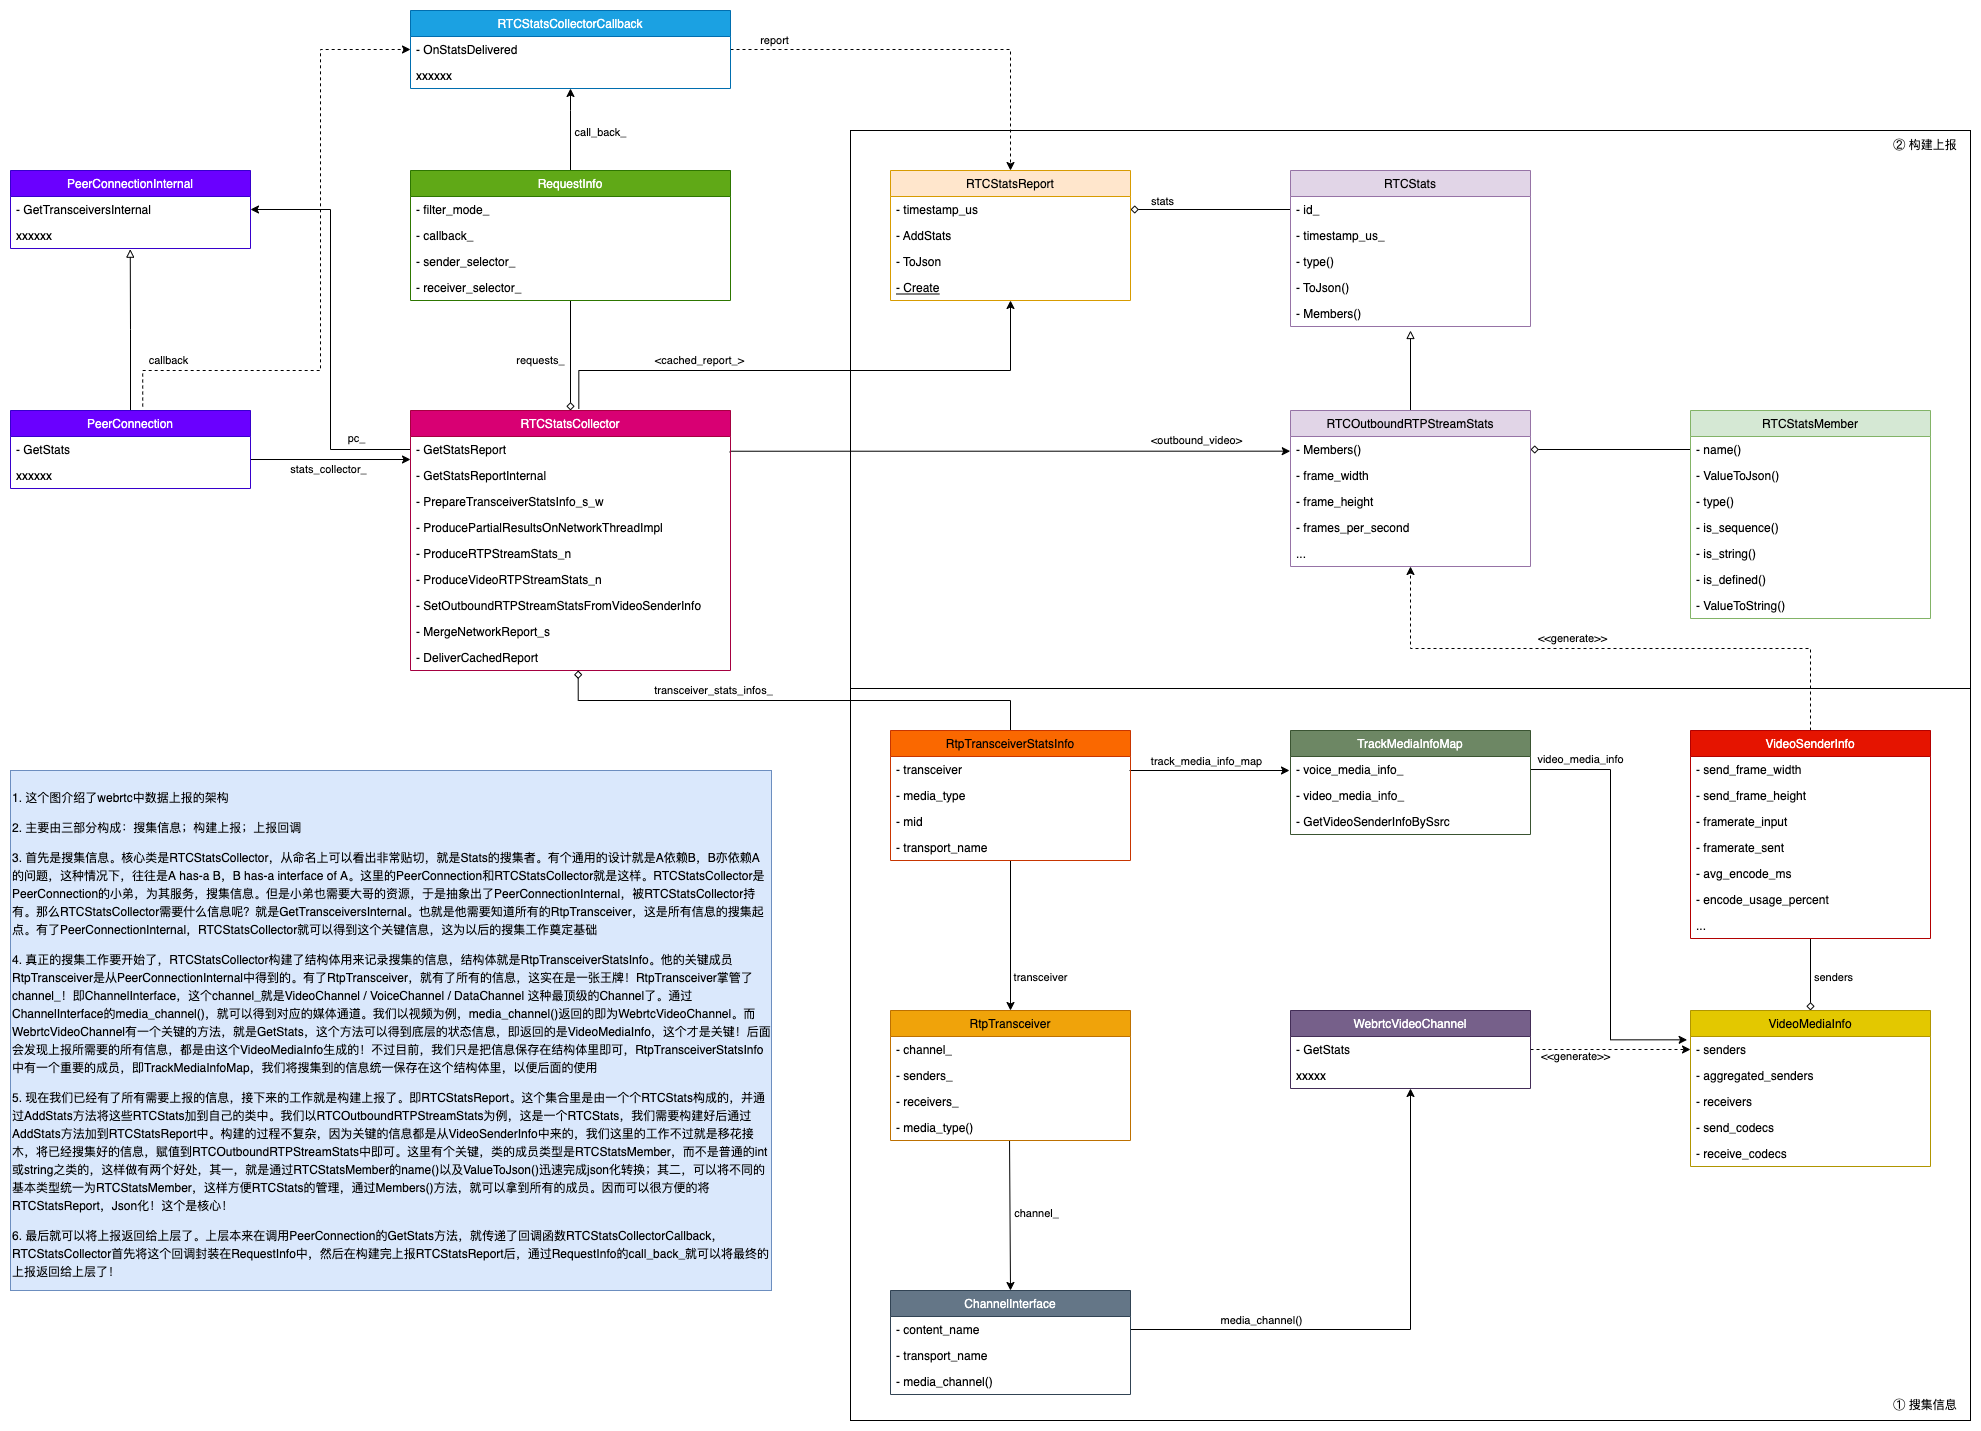 RTCStatsCollectorCallback
- OnStatsDelivered
xxxxxx
report
call_back_
② 构建上报
PeerConnectionInternal
- GetTransceiversInternal
xxxxxx
RequestInfo
- filter_mode_
- callback_
- sender_selector_
- receiver_selector_
RTCStatsReport
- timestamp_us
- AddStats
- ToJson
- Create
stats
RTCStats
- id_
- timestamp_us_
- type()
- ToJson()
- Members()
callback
requests_
<cached_report_>
PeerConnection
- GetStats
xxxxxx
pc_
stats_collector_
RTCStatsCollector
- GetStatsReport
- GetStatsReportInternal
- PrepareTransceiverStatsInfo_s_w
- ProducePartialResultsOnNetworkThreadImpl
- ProduceRTPStreamStats_n
- ProduceVideoRTPStreamStats_n
- SetOutboundRTPStreamStatsFromVideoSenderInfo
- MergeNetworkReport_s
- DeliverCachedReport
<outbound_video>
RTCOutboundRTPStreamStats
- Members()
- frame_width
- frame_height
- frames_per_second
...
RTCStatsMember
- name()
- ValueToJson()
- type()
- is_sequence()
- is_string()
- is_defined()
- ValueToString()
<<generate>>
transceiver_stats_infos_
RtpTransceiverStatsInfo
- transceiver
- media_type
- mid
- transport_name
track_media_info_map
TrackMediaInfoMap
- voice_media_info_
- video_media_info_
- GetVideoSenderInfoBySsrc
video_media_info
VideoSenderInfo
- send_frame_width
- send_frame_height
- framerate_input
- framerate_sent
- avg_encode_ms
- encode_usage_percent
...
transceiver
senders
RtpTransceiver
- channel_
- senders_
- receivers_
- media_type()
WebrtcVideoChannel
- GetStats
xxxxx
<<generate>>
VideoMediaInfo
- senders
- aggregated_senders
- receivers
- send_codecs
- receive_codecs
channel_
ChannelInterface
- content_name
- transport_name
- media_channel()
media_channel()
① 搜集信息
1. 这个图介绍了webrtc中数据上报的架构
2. 主要由三部分构成：搜集信息；构建上报；上报回调
3. 首先是搜集信息。核心类是RTCStatsCollector，从命名上可以看出非常贴切，就是Stats的搜集者。有个通用的设计就是A依赖B，B亦依赖A
的问题，这种情况下，往往是A has-a B，B has-a interface of A。这里的PeerConnection和RTCStatsCollector就是这样。RTCStatsCollector是
PeerConnection的小弟，为其服务，搜集信息。但是小弟也需要大哥的资源，于是抽象出了PeerConnectionInternal，被RTCStatsCollector持
有。那么RTCStatsCollector需要什么信息呢？就是GetTransceiversInternal。也就是他需要知道所有的RtpTransceiver，这是所有信息的搜集起
点。有了PeerConnectionInternal，RTCStatsCollector就可以得到这个关键信息，这为以后的搜集工作奠定基础
4. 真正的搜集工作要开始了，RTCStatsCollector构建了结构体用来记录搜集的信息，结构体就是RtpTransceiverStatsInfo。他的关键成员
RtpTransceiver是从PeerConnectionInternal中得到的。有了RtpTransceiver，就有了所有的信息，这实在是一张王牌！RtpTransceiver掌管了
channel_！即ChannelInterface，这个channel_就是VideoChannel / VoiceChannel / DataChannel 这种最顶级的Channel了。通过
ChannelInterface的media_channel()，就可以得到对应的媒体通道。我们以视频为例，media_channel()返回的即为WebrtcVideoChannel。而
WebrtcVideoChannel有一个关键的方法，就是GetStats，这个方法可以得到底层的状态信息，即返回的是VideoMediaInfo，这个才是关键！后面
会发现上报所需要的所有信息，都是由这个VideoMediaInfo生成的！不过目前，我们只是把信息保存在结构体里即可，RtpTransceiverStatsInfo
中有一个重要的成员，即TrackMediaInfoMap，我们将搜集到的信息统一保存在这个结构体里，以便后面的使用
5. 现在我们已经有了所有需要上报的信息，接下来的工作就是构建上报了。即RTCStatsReport。这个集合里是由一个个RTCStats构成的，并通
过AddStats方法将这些RTCStats加到自己的类中。我们以RTCOutboundRTPStreamStats为例，这是一个RTCStats，我们需要构建好后通过
AddStats方法加到RTCStatsReport中。构建的过程不复杂，因为关键的信息都是从VideoSenderInfo中来的，我们这里的工作不过就是移花接
木，将已经搜集好的信息，赋值到RTCOutboundRTPStreamStats中即可。这里有个关键，类的成员类型是RTCStatsMember，而不是普通的int
或string之类的，这样做有两个好处，其一，就是通过RTCStatsMember的name()以及ValueToJson()迅速完成json化转换；其二，可以将不同的
基本类型统一为RTCStatsMember，这样方便RTCStats的管理，通过Members()方法，就可以拿到所有的成员。因而可以很方便的将
RTCStatsReport，Json化！这个是核心！
6. 最后就可以将上报返回给上层了。上层本来在调用PeerConnection的GetStats方法，就传递了回调函数RTCStatsCollectorCallback，
RTCStatsCollector首先将这个回调封装在RequestInfo中，然后在构建完上报RTCStatsReport后，通过RequestInfo的call_back_就可以将最终的
上报返回给上层了！